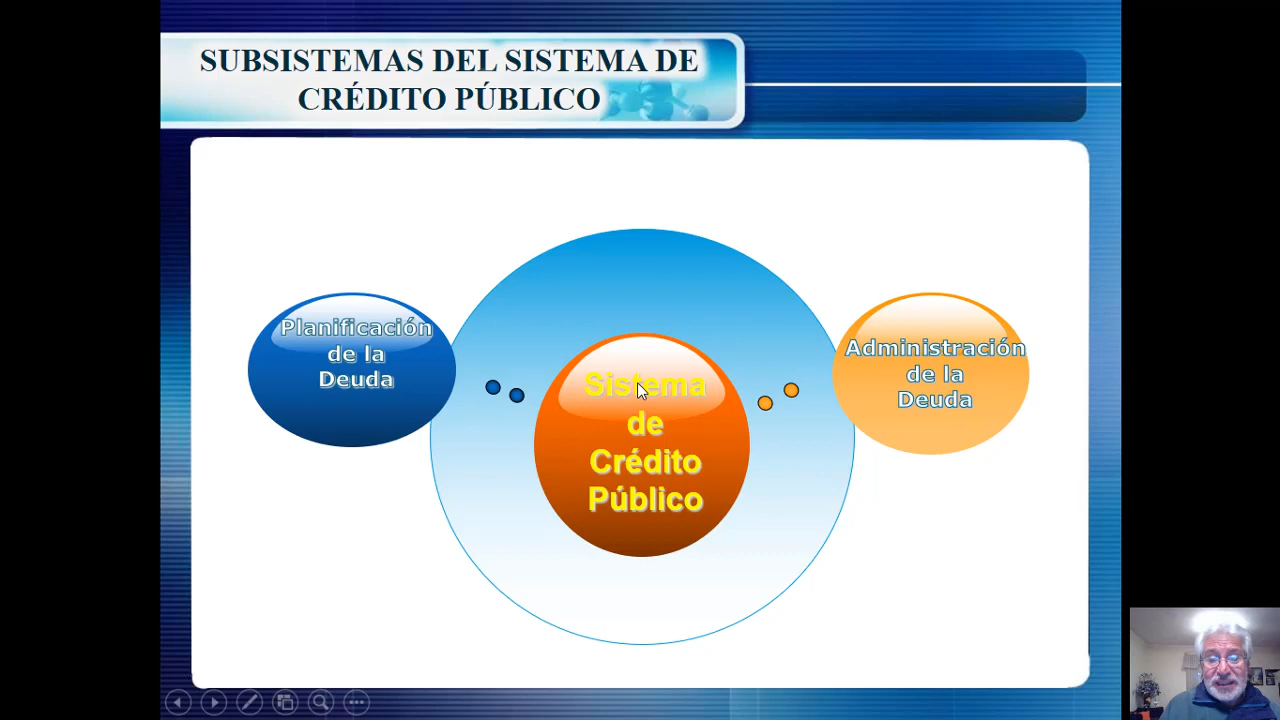 SUBSISTEMAS DEL SISTEMA DE
CRÉDITO PÚBLICO
Planificación
de la
Deuda
Sistema
de
Crédito
Público
Administración
de la
Deuda